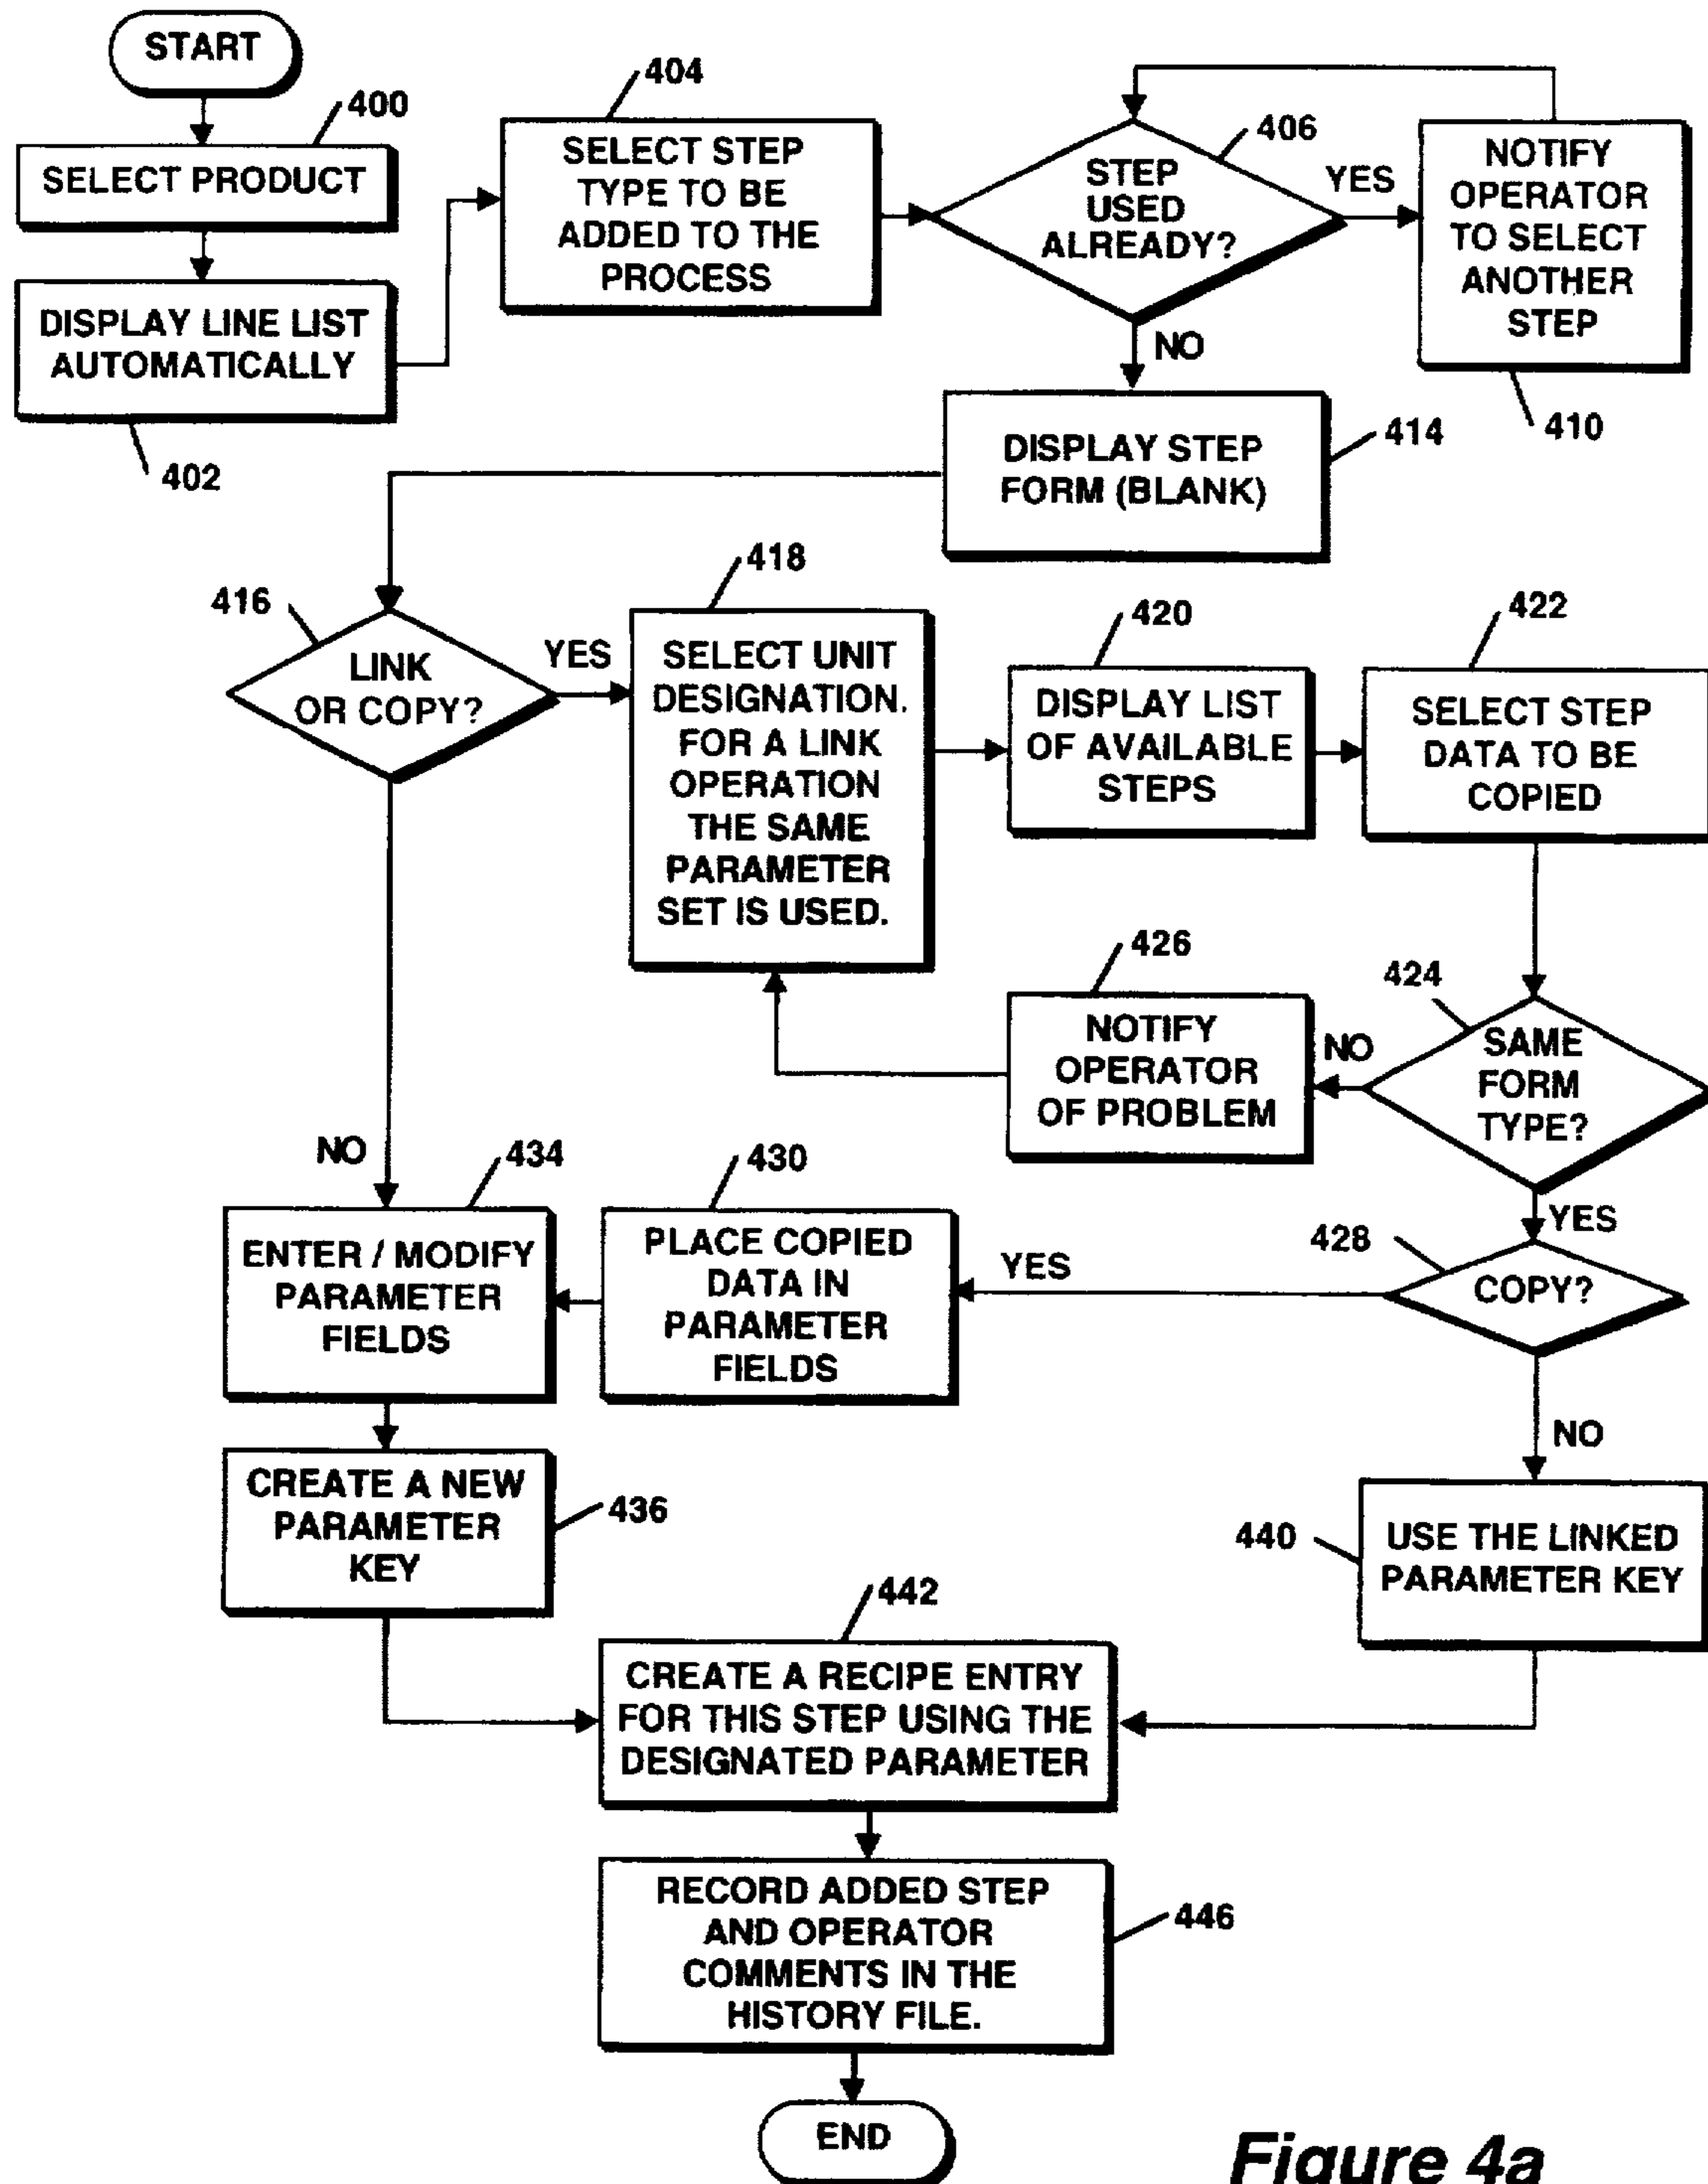 START
400
SELECT PRODUCT
DISPLAY LINE LIST
AUTOMATICALLY
402
404
SELECT STEP
TYPE TO BE
ADDED TO THE
PROCESS
406
STEP
USED
ALREADY?
YES
NOTIFY
OPERATOR
TO SELECT
ANOTHER
STEP
410
NO
DISPLAY STEP
FORM (BLANK)
414
416
LINK
OR COPY?
YES
418
SELECT UNIT
DESIGNATION.
FOR A LINK
OPERATION
THE SAME
PARAMETER
SET IS USED.
420
DISPLAY LIST
OF AVAILABLE
STEPS
422
SELECT STEP
DATA TO BE
COPIED
424
SAME
FORM
TYPE?
NO
426
NOTIFY
OPERATOR
OF PROBLEM
YES
428
COPY?
YES
430
PLACE COPIED
DATA IN
PARAMETER
FIELDS
NO
434
ENTER / MODIFY
PARAMETER
FIELDS
CREATE A NEW
PARAMETER
KEY
436
NO
440
USE THE LINKED
PARAMETER KEY
442
CREATE A RECIPE ENTRY
FOR THIS STEP USING THE
DESIGNATED PARAMETER
RECORD ADDED STEP
AND OPERATOR
COMMENTS IN THE
HISTORY FILE.
446
END
Figure 4a